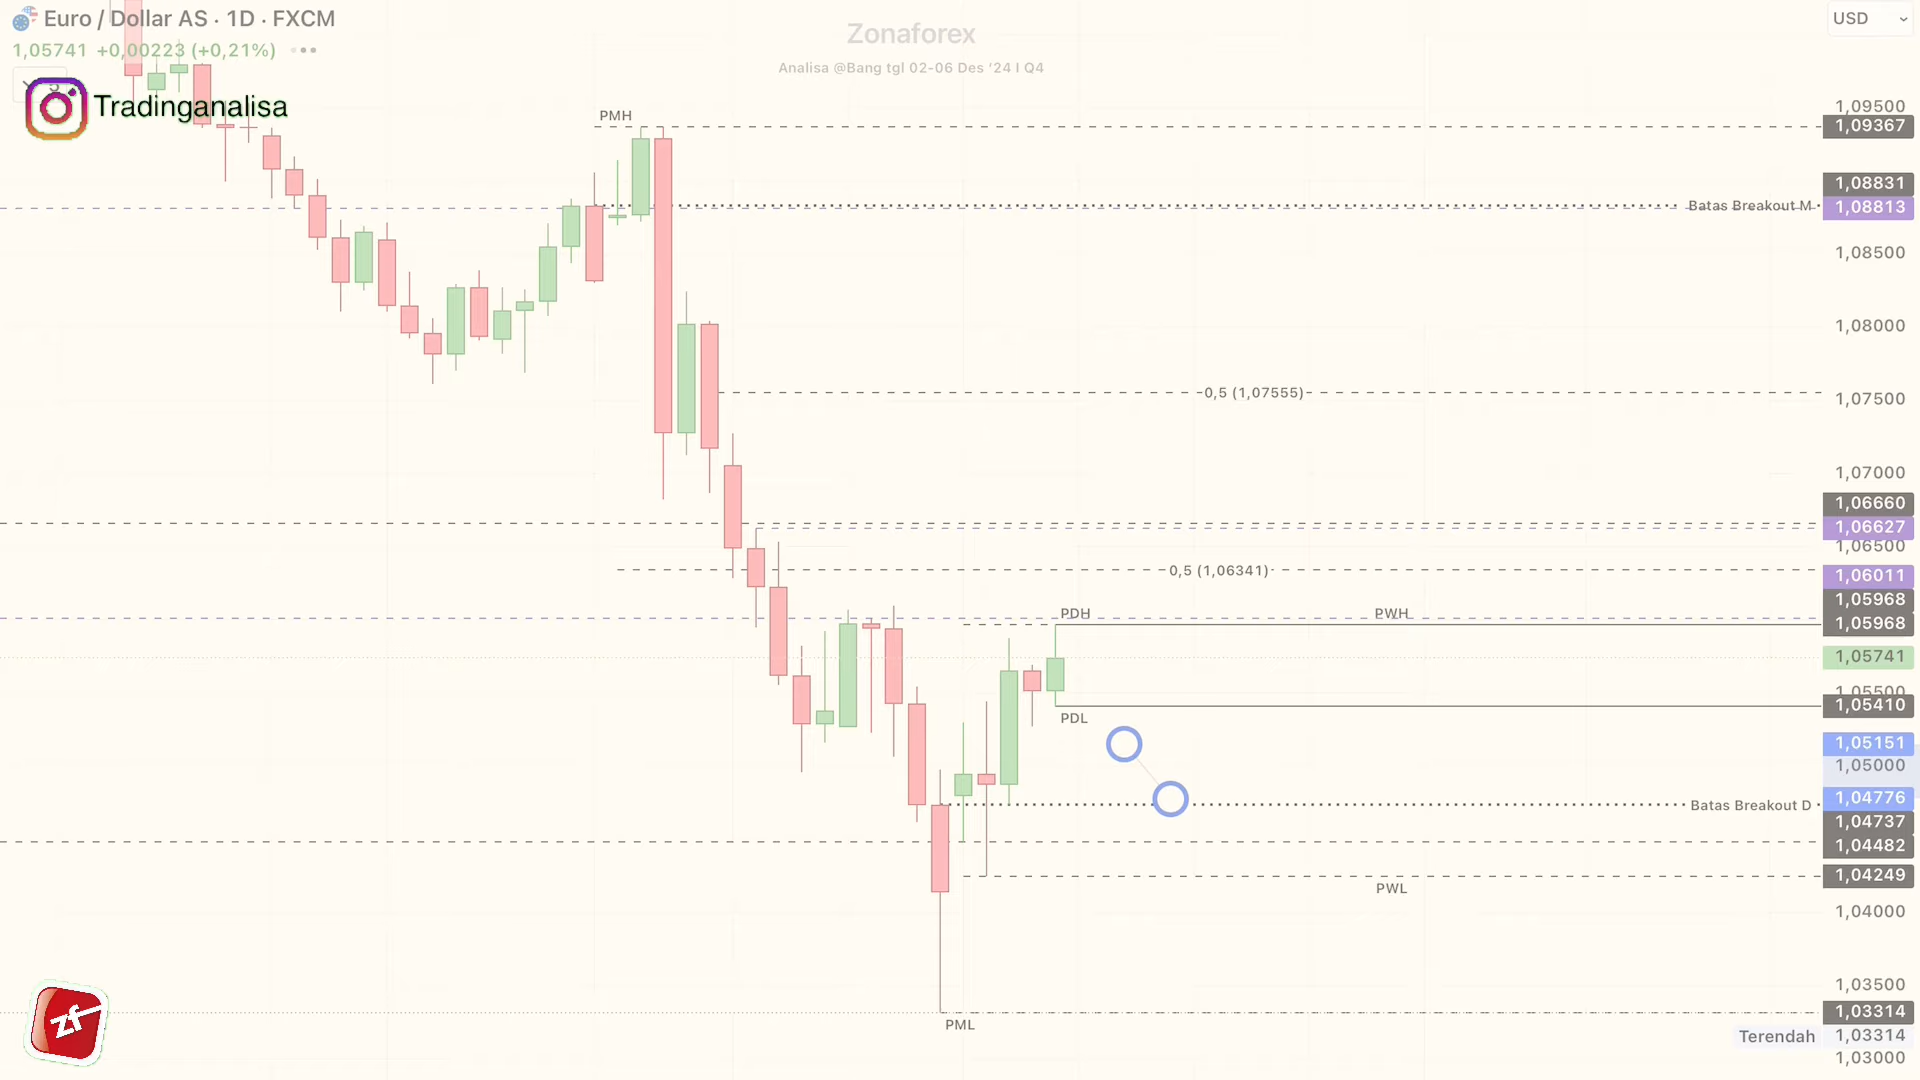 Euro / Dollar AS · 1D · FXCM
1,05741 +0,00223 (+0,21%)
5
Tradinganalisa
Zonaforex
Analisa @Bang tgl 02-06 Des '24 I Q4
USD
PMH
1,09500
1,09367
1,08831
Batas Breakout M
1,08813
1,08500
1,08000
0,5 (1,07555)
1,07500
1,07000
1,06660
1,06627
1,06500
0,5 (1,06341)
1,06011
1,05968
PDH
PWH
1,05968
1,05741
1,05500
1,05410
PDL
1,05151
1,05000
1,04776
Batas Breakout D
1,04737
1,04482
1,04249
PWL
1,04000
1,03500
1,03314
PML
Terendah 1,03314
1,03000
zf